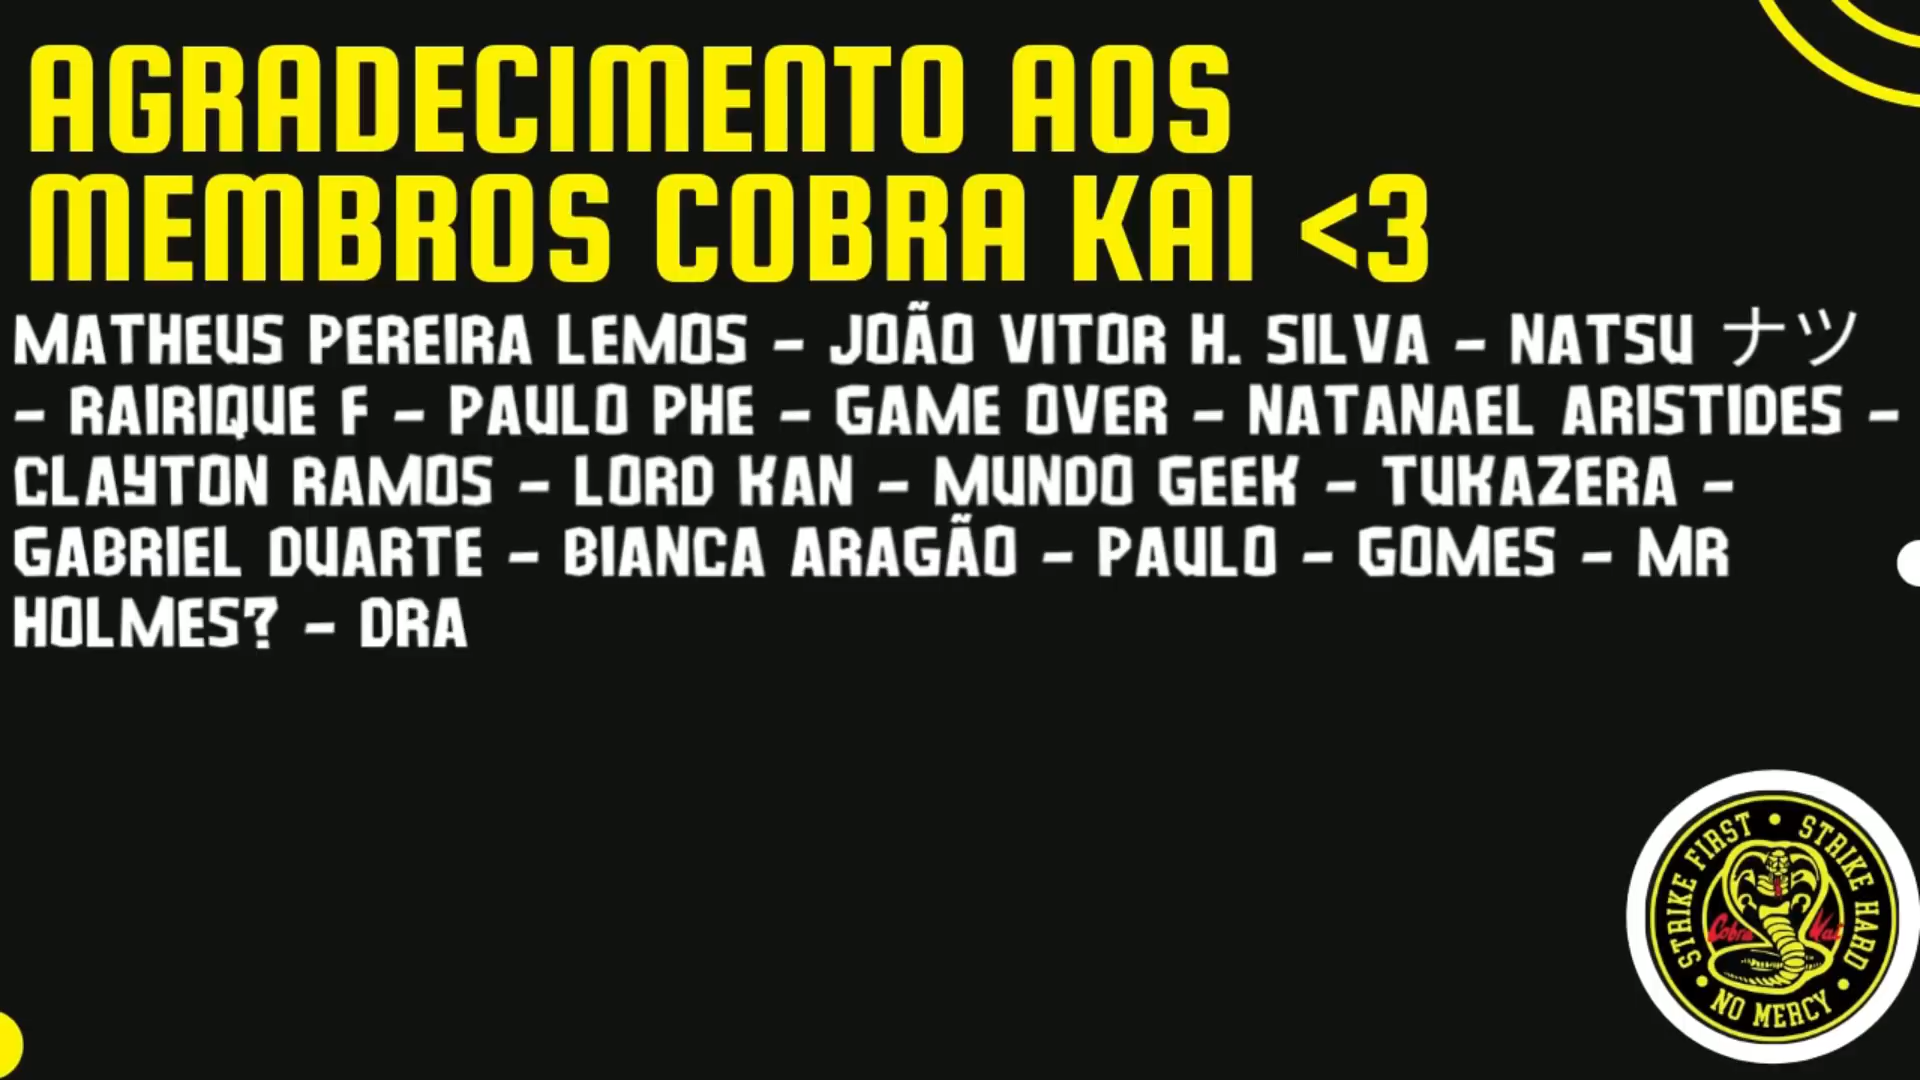 AGRADECIMENTO AOS
MEMBROS COBRA KAI <3
MATHEUS PEREIRA LEMOS - JOÃO VITOR H. SILVA - NATSU ナツ
- RAIRIQUE F - PAULO PHE - GAME OVER - NATANAEL ARISTIDES -
CLAYTON RAMOS - LORD KAN - MUNDO GEEK - TUKAZERA -
GABRIEL DUARTE - BIANCA ARAGÃO - PAULO - GOMES - MR
HOLMES? - DRA
STRIKE FIRST • STRIKE HARD • NO MERCY •
Cobra Kai